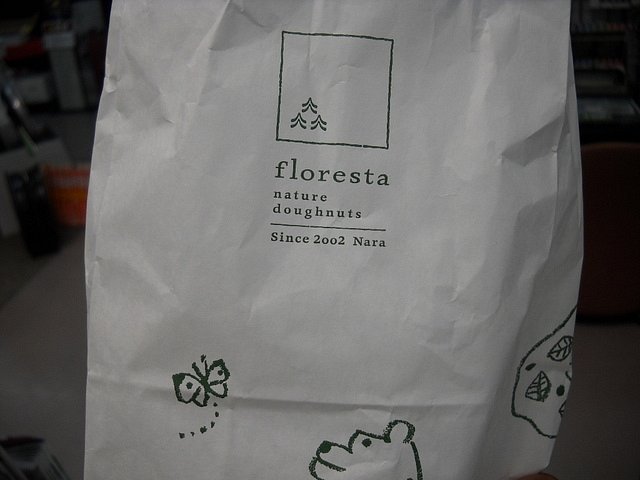 floresta
nature
doughnuts
Since 2002 Nara